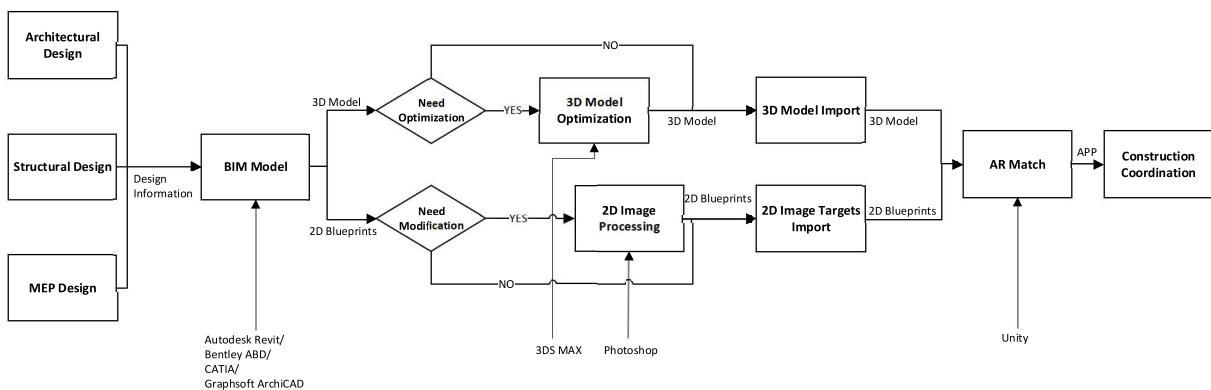 Architectural
Design
Structural Design
MEP Design
Design
Information
BIM Model
Autodesk Revit/
Bentley ABD/
CATIA/
Graphsoft ArchiCAD
3D Model
2D Blueprints
Need
Optimization
NO
YES
3D Model
Optimization
3D Model
3DS MAX
Need
Modification
YES
NO
2D Image
Processing
2D Blueprints
Photoshop
3D Model Import
3D Model
2D Image Targets
Import
2D Blueprints
AR Match
Unity
APP
Construction
Coordination